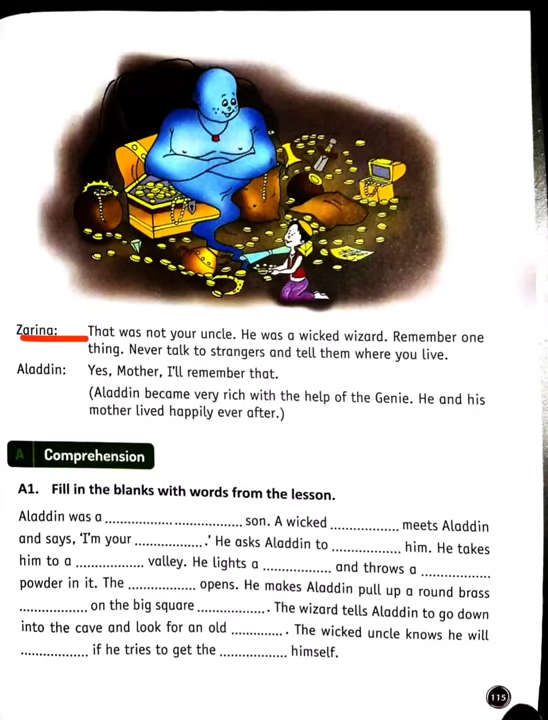 Zarina: That was not your uncle. He was a wicked wizard. Remember one
thing. Never talk to strangers and tell them where you live.
Aladdin: Yes, Mother, I'll remember that.
(Aladdin became very rich with the help of the Genie. He and his
mother lived happily ever after.)
A Comprehension
A1. Fill in the blanks with words from the lesson.
Aladdin was a .................... .................... son. A wicked .................... meets Aladdin
and says, 'I'm your ....................' He asks Aladdin to .................... him. He takes
him to a .................... valley. He lights a .................... and throws a ....................
powder in it. The .................... opens. He makes Aladdin pull up a round brass
.................... on the big square .................... . The wizard tells Aladdin to go down
into the cave and look for an old .................... . The wicked uncle knows he will
.................... if he tries to get the .................... himself.
115